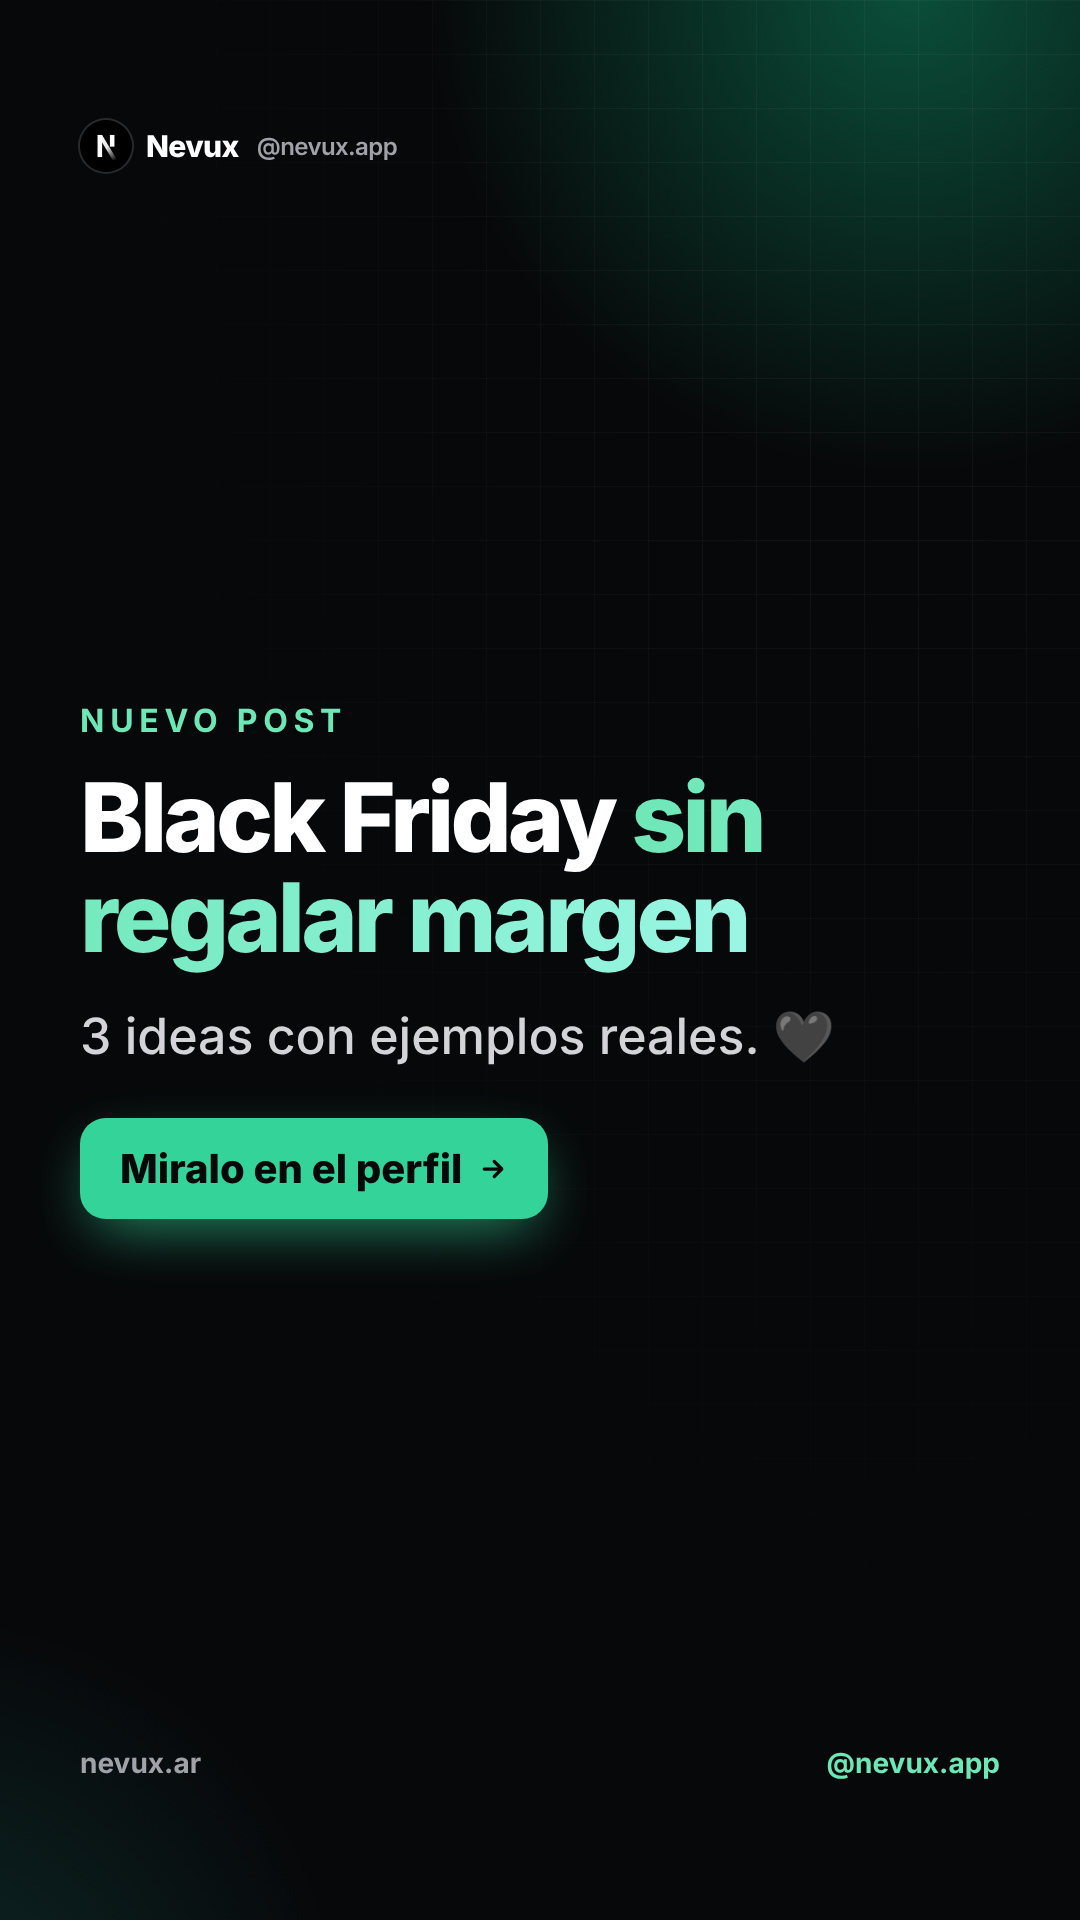 N Nevux @nevux.app
NUEVO POST
Black Friday sin
regalar margen
3 ideas con ejemplos reales. 🖤
Miralo en el perfil →
nevux.ar @nevux.app